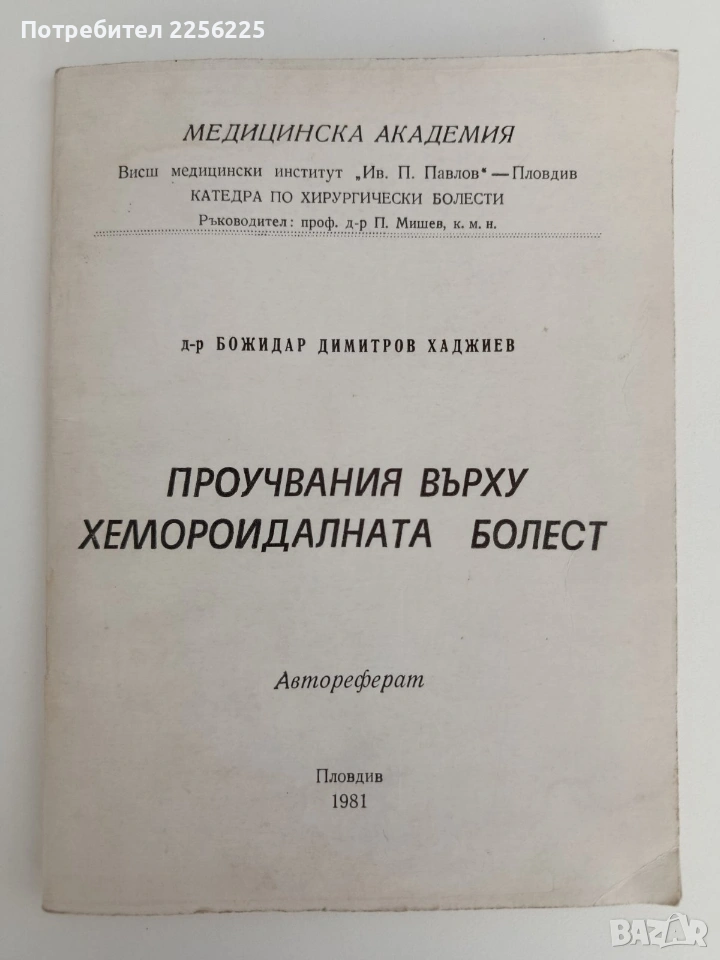 Потребител 2256225
МЕДИЦИНСКА АКАДЕМИЯ
Висш медицински институт „Ив. П. Павлов“ — Пловдив
КАТЕДРА ПО ХИРУРГИЧЕСКИ БОЛЕСТИ
Ръководител: проф. д-р П. Мишев, к. м. н.
д-р БОЖИДАР ДИМИТРОВ ХАДЖИЕВ
ПРОУЧВАНИЯ ВЪРХУ
ХЕМОРОИДАЛНАТА БОЛЕСТ
Автореферат
Пловдив
1981
BAZAR